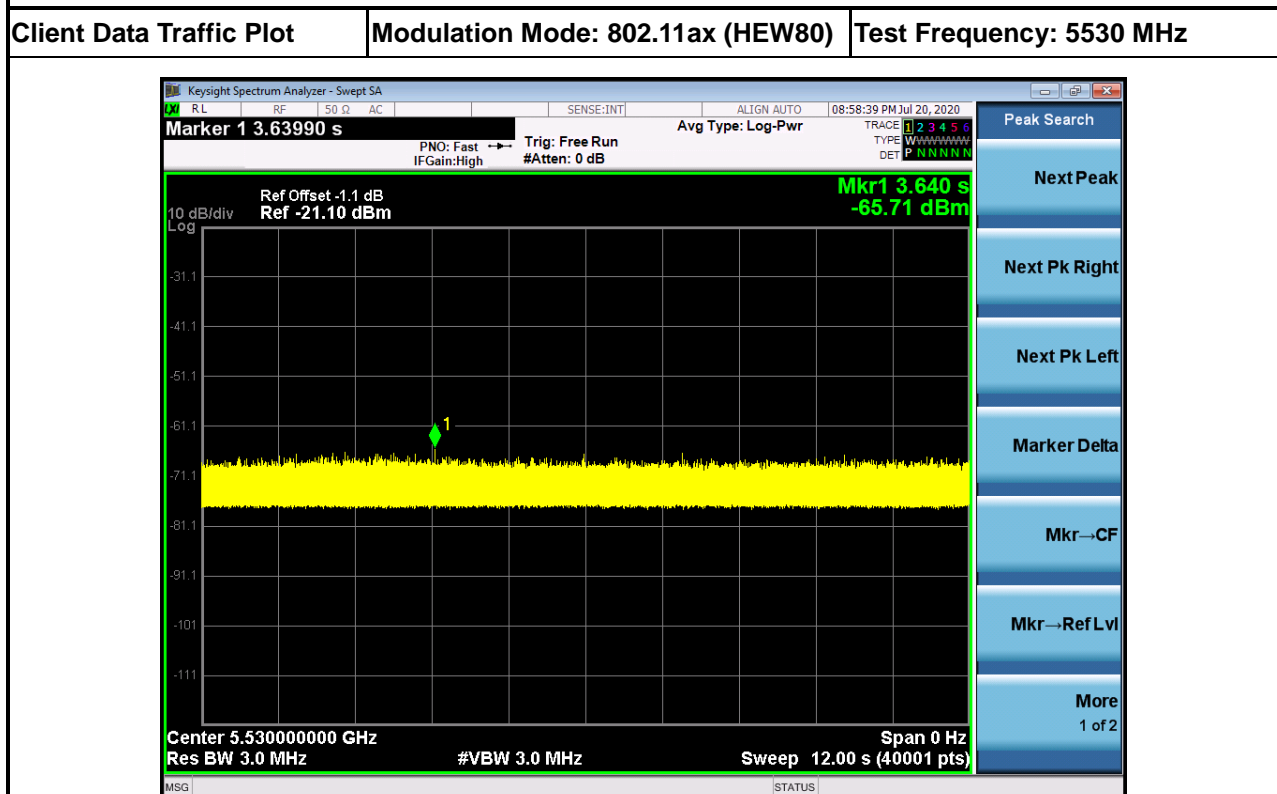 Client Data Traffic Plot Modulation Mode: 802.11ax (HEW80) Test Frequency: 5530 MHz
Keysight Spectrum Analyzer - Swept SA
RL RF 50 Ω AC SENSE:INT ALIGN AUTO 08:58:39 PM Jul 20, 2020
Marker 1 3.63990 s
PNO: Fast
IFGain:High
Trig: Free Run
#Atten: 0 dB
Avg Type: Log-Pwr
TRACE 1 2 3 4 5 6
TYPE WWWWWW
DET P N N N N N
Peak Search
Mkr1 3.640 s
-65.71 dBm
Ref Offset -1.1 dB
10 dB/div Ref -21.10 dBm
Log
-31.1
-41.1
-51.1
-61.1
-71.1
-81.1
-91.1
-101
-111
1
Center 5.530000000 GHz Span 0 Hz
Res BW 3.0 MHz #VBW 3.0 MHz Sweep 12.00 s (40001 pts)
MSG STATUS
Next Peak
Next Pk Right
Next Pk Left
Marker Delta
Mkr→CF
Mkr→Ref Lvl
More
1 of 2